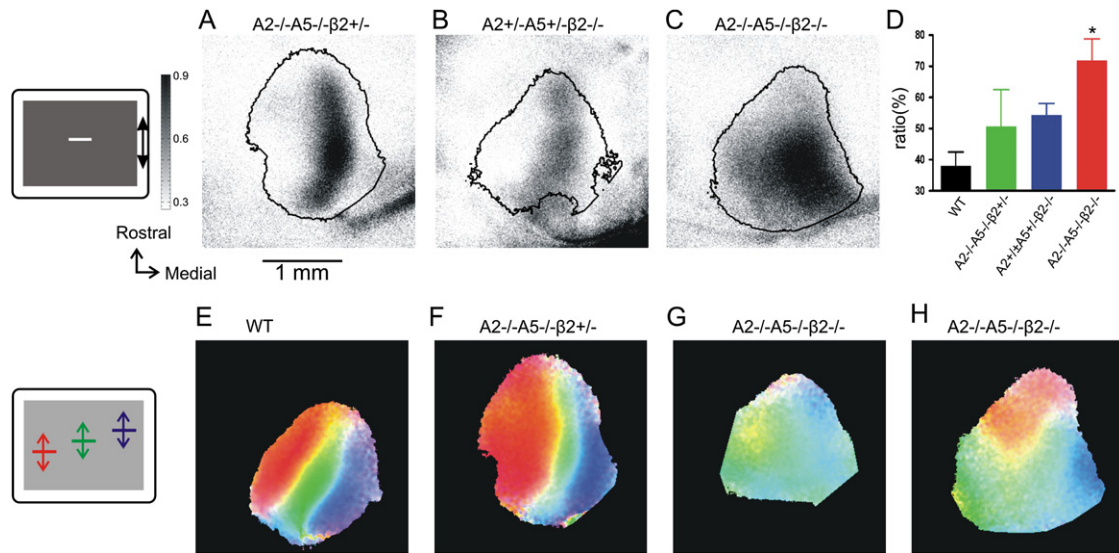 A
A2-/-A5-/-β2+/-
B
A2+/-A5+/-β2-/-
C
A2-/-A5-/-β2-/-
D
0.9
0.6
0.3
Rostral
Medial
1 mm
ratio(%)
80
70
60
50
40
30
*
WT
A2-/-A5-/-β2+/-
A2+/±A5+/-β2-/-
A2-/-A5-/-β2-/-
E
WT
F
A2-/-A5-/-β2+/-
G
A2-/-A5-/-β2-/-
H
A2-/-A5-/-β2-/-